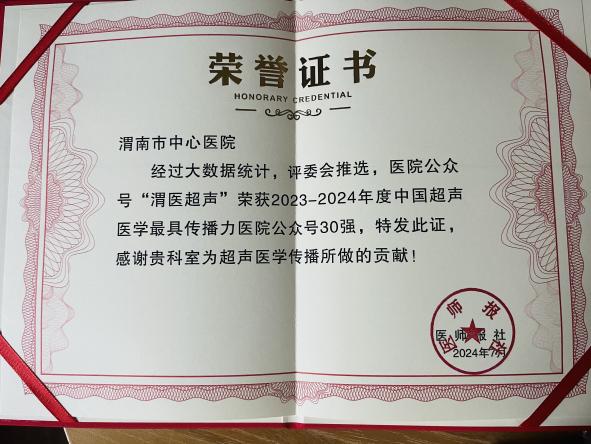 荣誉证书
HONORARY CREDENTIAL
渭南市中心医院
经过大数据统计，评委会推选，医院公众
号“渭医超声”荣获2023-2024年度中国超声
医学最具传播力医院公众号30强，特发此证，
感谢贵科室为超声医学传播所做的贡献！
医师报社
医师报社
2024年7月